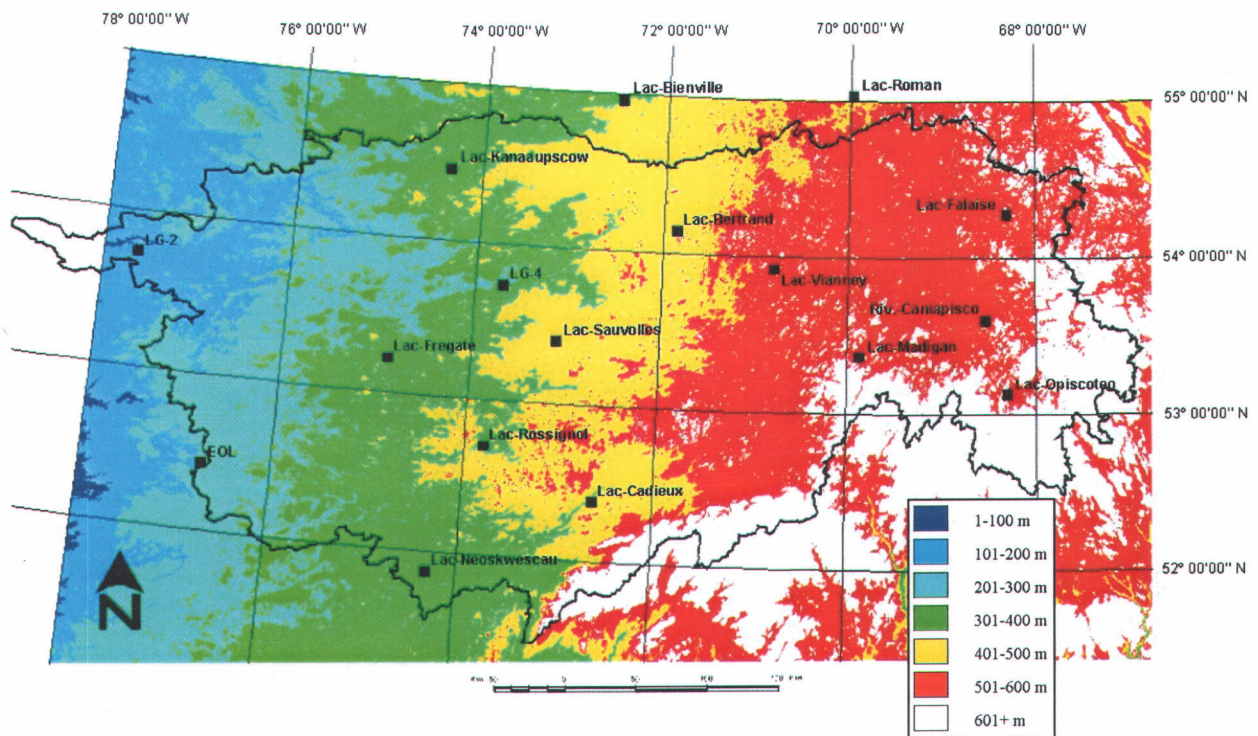 78° 00'00'' W
76° 00'00'' W
74° 00'00'' W
72° 00'00'' W
70° 00'00'' W
68° 00'00'' W
Lac-Bienville
Lac-Roman
55° 00'00'' N
Lac-Kanaaupscow
Lac-Falaise
Lac-Bertrand
LG-2
54° 00'00'' N
LG-4
Lac-Vianney
Riv.-Caniapisco
Lac-Sauvolles
Lac-Fregate
Lac-Madigan
Lac-Opiscoteo
53° 00'00'' N
Lac-Rossignol
EOL
Lac-Cadieux
Lac-Neoskwescau
52° 00'00'' N
N
1-100 m
101-200 m
201-300 m
301-400 m
401-500 m
501-600 m
601+ m